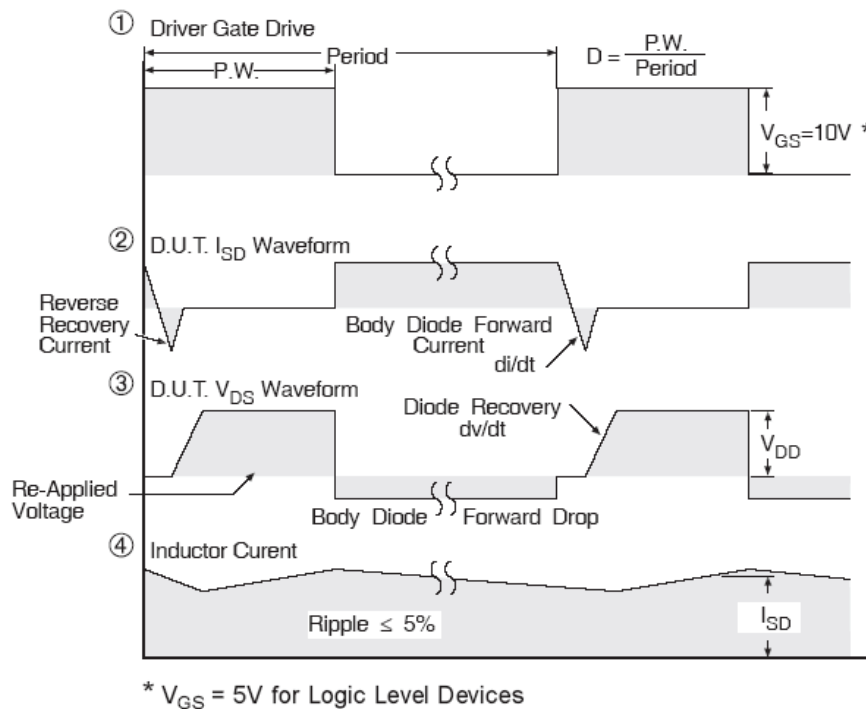 ① Driver Gate Drive
Period
P.W.
D = P.W. / Period
V_GS=10V *
② D.U.T. I_SD Waveform
Reverse
Recovery
Current
Body Diode Forward
Current
di/dt
③ D.U.T. V_DS Waveform
Diode Recovery
dv/dt
V_DD
Re-Applied
Voltage
Body Diode Forward Drop
④ Inductor Curent
Ripple ≤ 5%
I_SD
* V_GS = 5V for Logic Level Devices